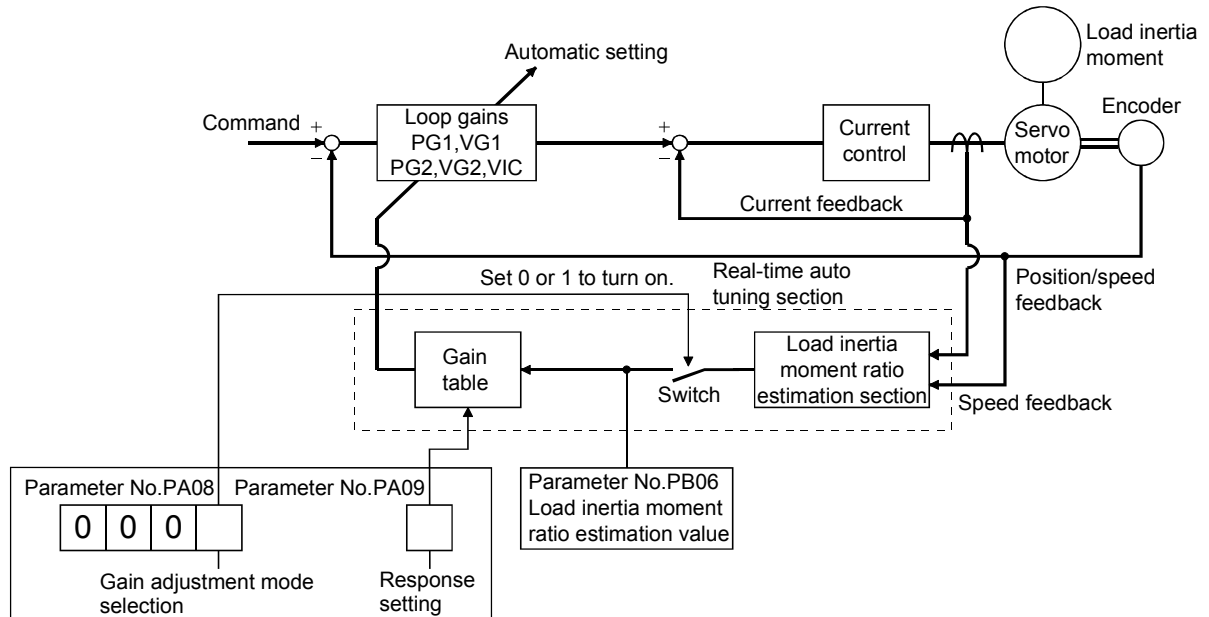 Load inertia
moment
Automatic setting
Encoder
Command
+
−
Loop gains
PG1,VG1
PG2,VG2,VIC
+
−
Current
control
Servo
motor
Current feedback
Set 0 or 1 to turn on.
Real-time auto
tuning section
Position/speed
feedback
Gain
table
Switch
Load inertia
moment ratio
estimation section
Speed feedback
Parameter No.PA08
Parameter No.PA09
0 0 0
Gain adjustment mode
selection
Response
setting
Parameter No.PB06
Load inertia moment
ratio estimation value